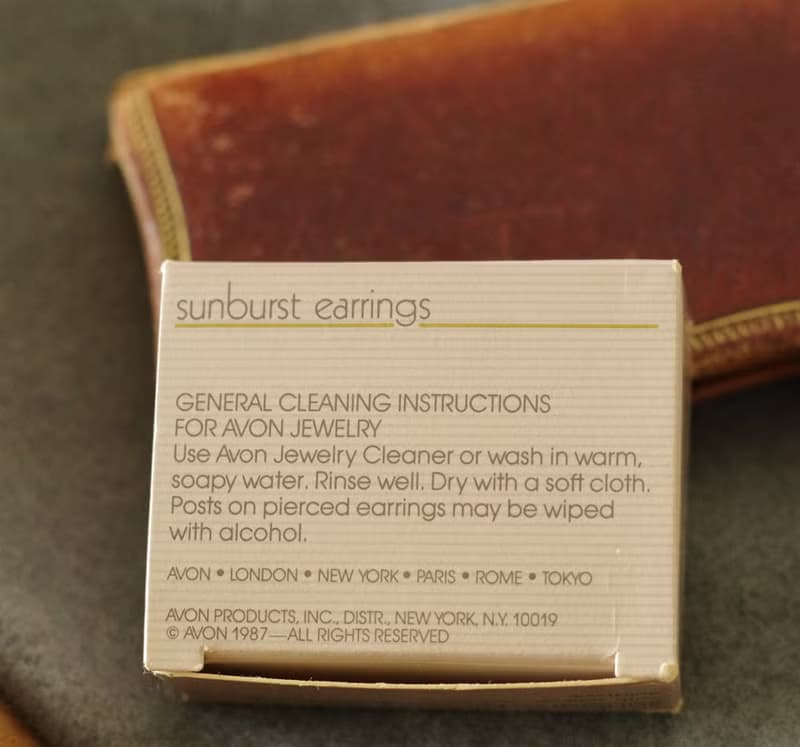 sunburst earrings
GENERAL CLEANING INSTRUCTIONS
FOR AVON JEWELRY
Use Avon Jewelry Cleaner or wash in warm,
soapy water. Rinse well. Dry with a soft cloth.
Posts on pierced earrings may be wiped
with alcohol.
AVON • LONDON • NEW YORK • PARIS • ROME • TOKYO
AVON PRODUCTS, INC., DISTR., NEW YORK, N.Y. 10019
© AVON 1987—ALL RIGHTS RESERVED